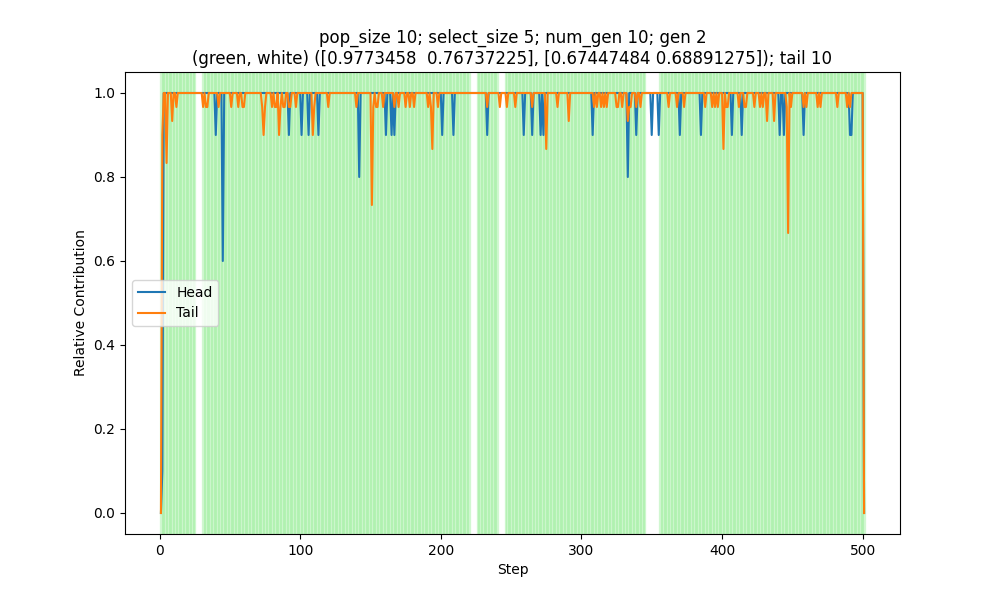 pop_size 10; select_size 5; num_gen 10; gen 2
(green, white) ([0.9773458  0.76737225], [0.67447484 0.68891275]); tail 10
1.0
0.8
0.6
0.4
0.2
0.0
Relative Contribution
Head
Tail
0 100 200 300 400 500
Step